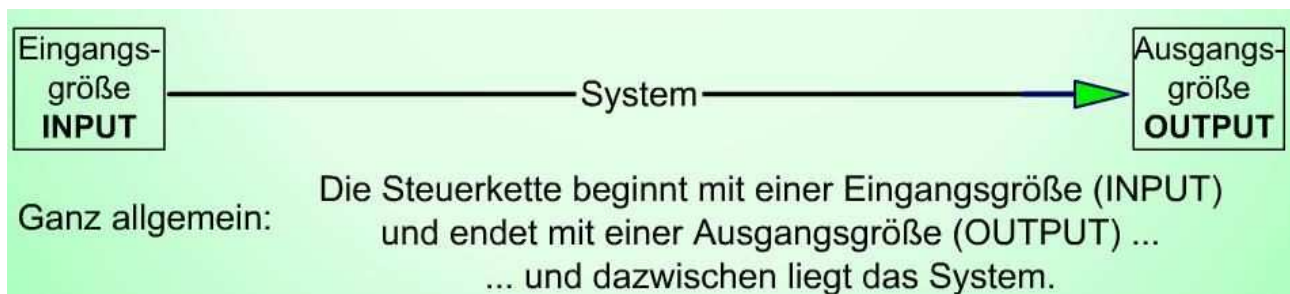 Eingangs-
größe
INPUT
System
Ausgangs-
größe
OUTPUT
Ganz allgemein:
Die Steuerkette beginnt mit einer Eingangsgröße (INPUT)
und endet mit einer Ausgangsgröße (OUTPUT) ...
... und dazwischen liegt das System.